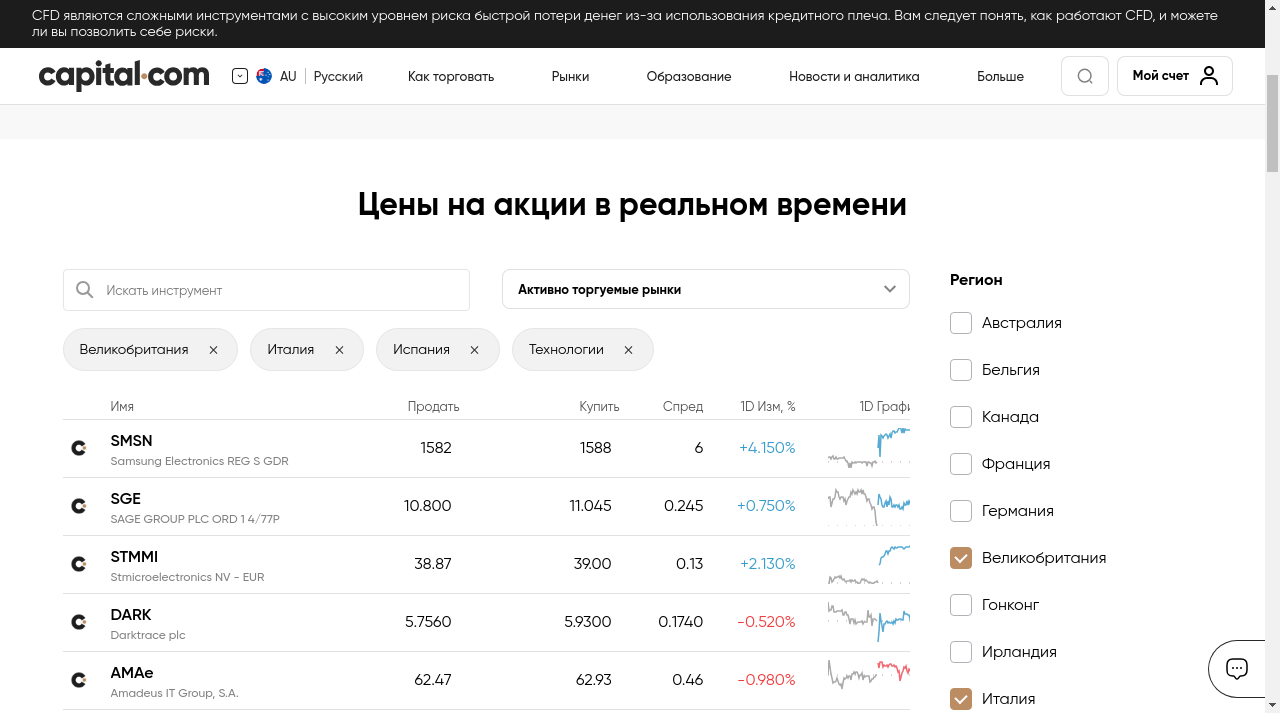 CFD являются сложными инструментами с высоким уровнем риска быстрой потери денег из-за использования кредитного плеча. Вам следует понять, как работают CFD, и можете
ли вы позволить себе риски.
capital.com AU Русский Как торговать Рынки Образование Новости и аналитика Больше Мой счет
Цены на акции в реальном времени
Искать инструмент
Активно торгуемые рынки
Великобритания Италия Испания Технологии
Имя Продать Купить Спред 1D Изм, % 1D Графи
SMSN 1582 1588 6 +4.150%
Samsung Electronics REG S GDR
SGE 10.800 11.045 0.245 +0.750%
SAGE GROUP PLC ORD 1 4/77P
STMMI 38.87 39.00 0.13 +2.130%
Stmicroelectronics NV - EUR
DARK 5.7560 5.9300 0.1740 -0.520%
Darktrace plc
AMAe 62.47 62.93 0.46 -0.980%
Amadeus IT Group, S.A.
Регион
Австралия
Бельгия
Канада
Франция
Германия
Великобритания
Гонконг
Ирландия
Италия